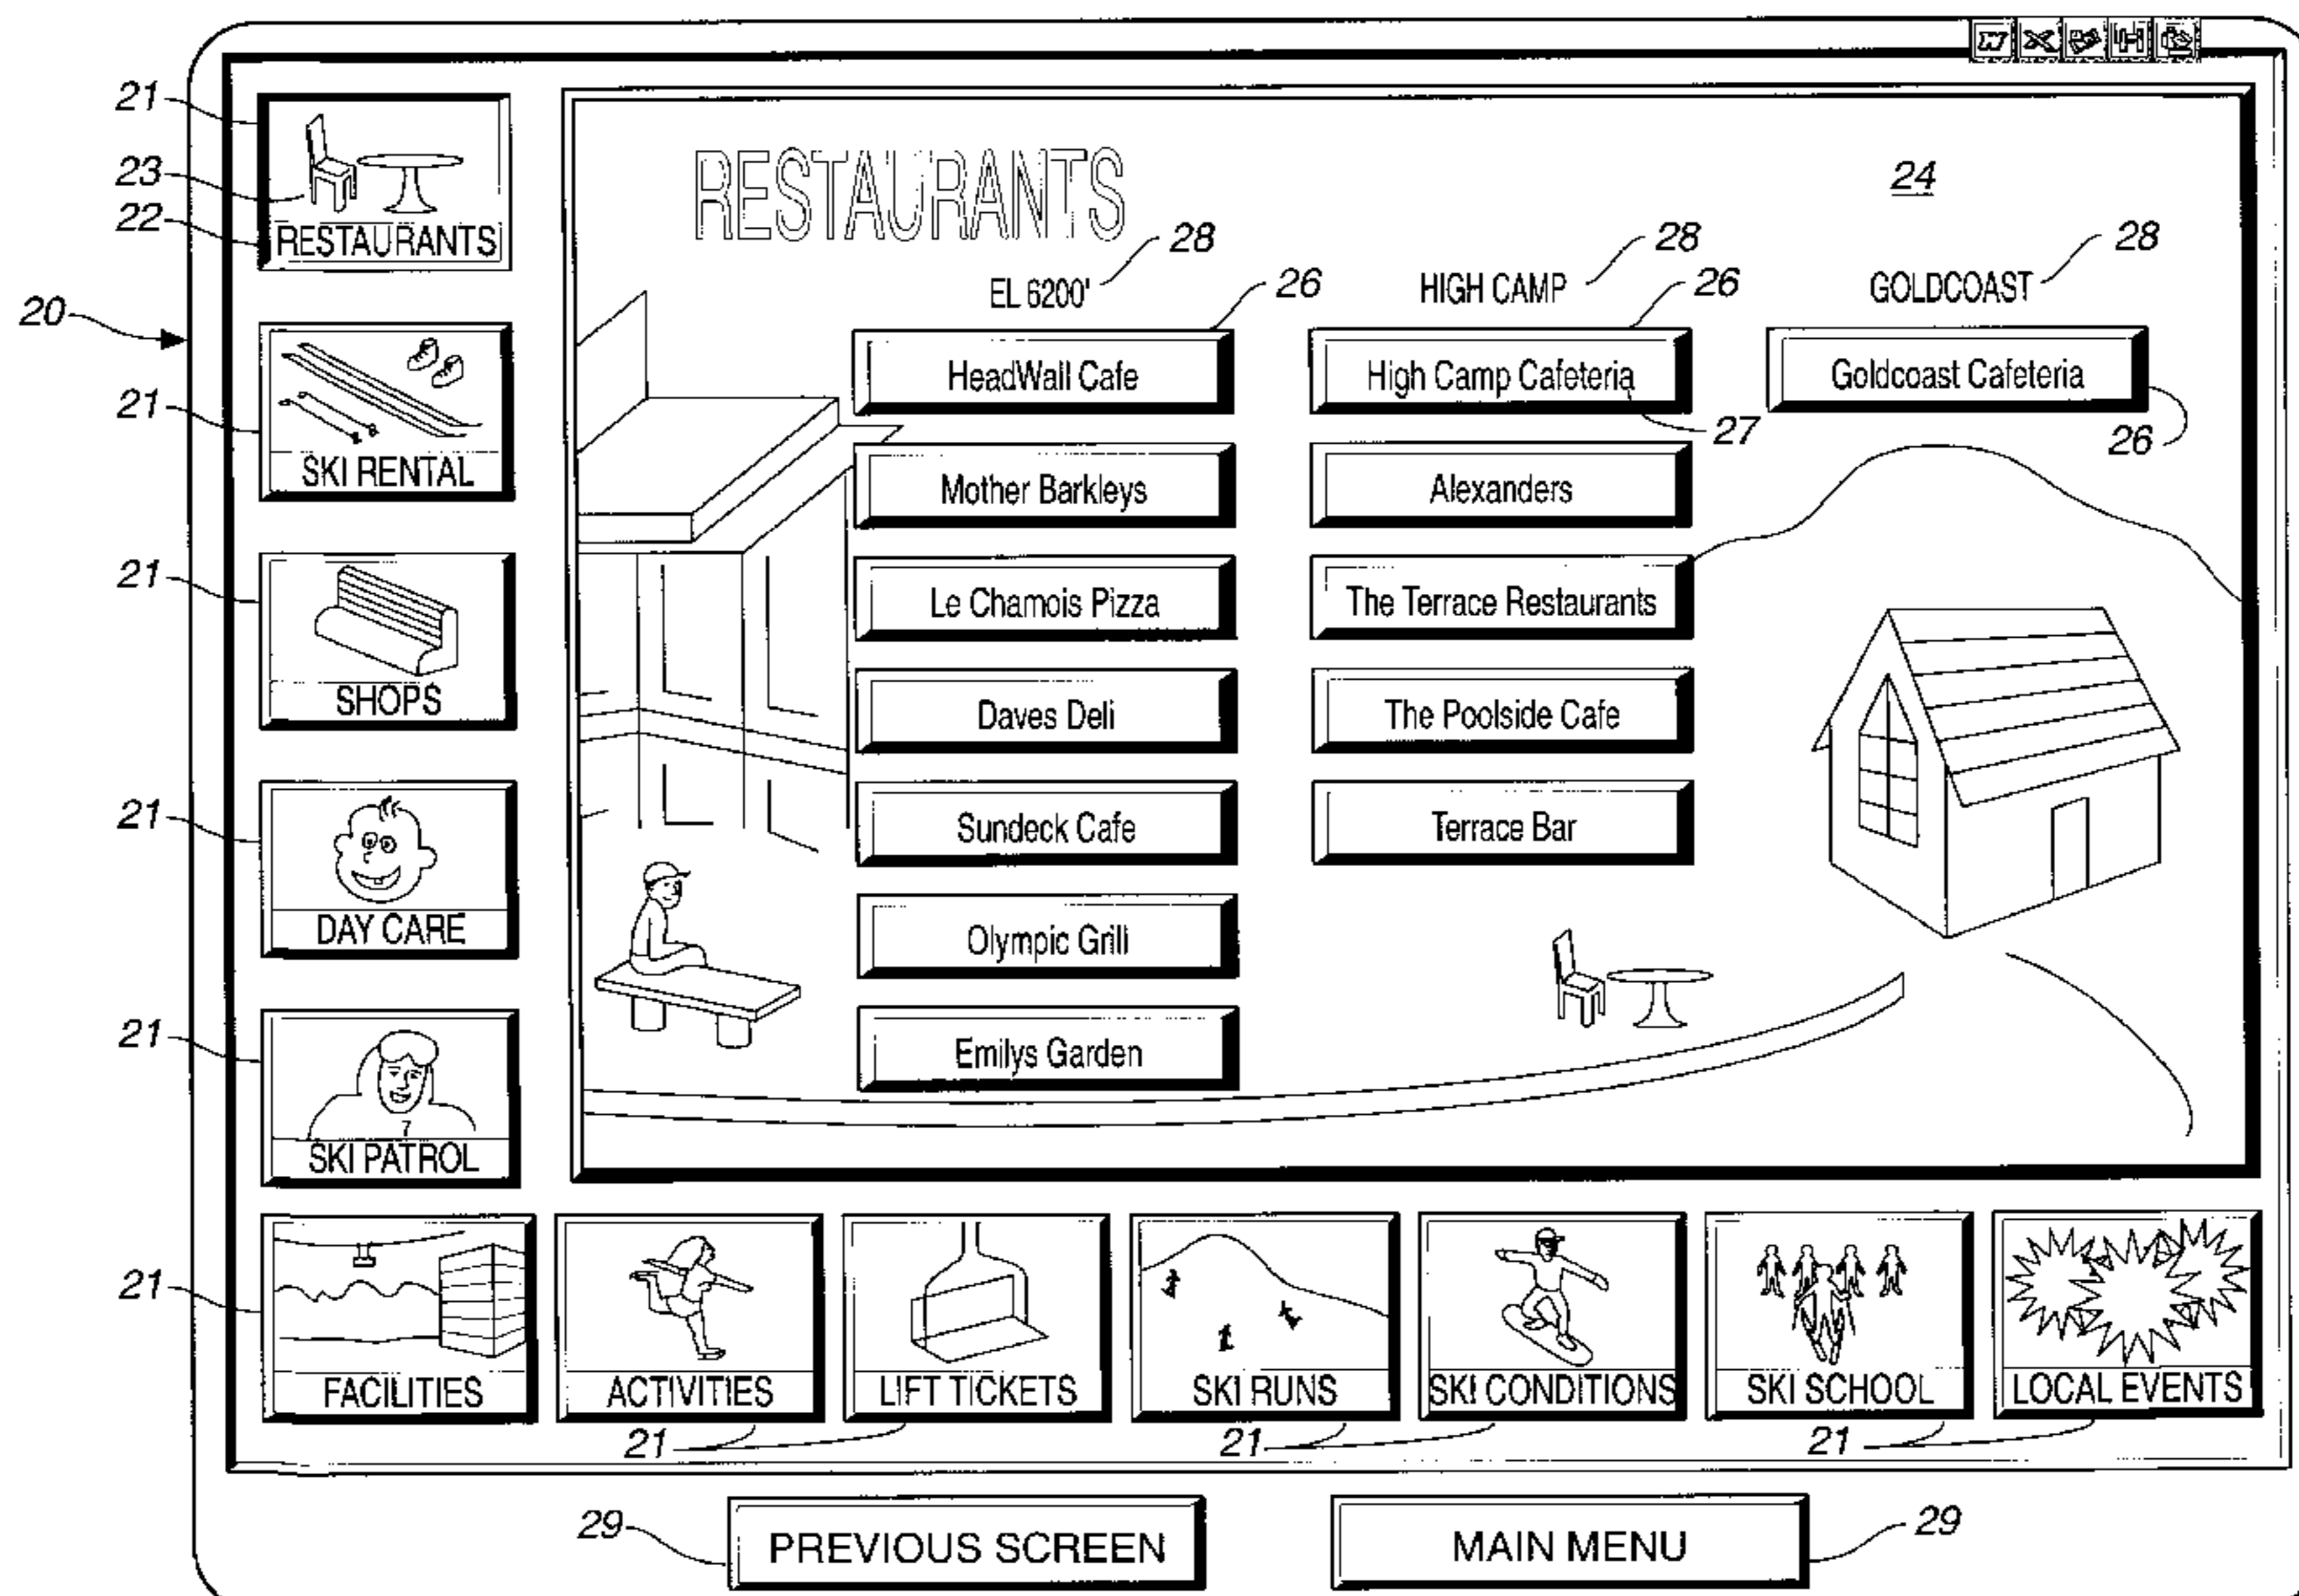 21
23
22
RESTAURANTS
20
21
SKI RENTAL
21
SHOPS
21
DAY CARE
21
7
SKI PATROL
RESTAURANTS
24
28
28
28
EL 6200'
26
HIGH CAMP
26
GOLDCOAST
HeadWall Cafe
High Camp Cafeteria
Goldcoast Cafeteria
27
26
Mother Barkleys
Alexanders
Le Chamois Pizza
The Terrace Restaurants
Daves Deli
The Poolside Cafe
Sundeck Cafe
Terrace Bar
Olympic Grill
Emilys Garden
21
FACILITIES
ACTIVITIES
LIFT TICKETS
SKI RUNS
SKI CONDITIONS
SKI SCHOOL
LOCAL EVENTS
21
21
21
29
PREVIOUS SCREEN
MAIN MENU
29